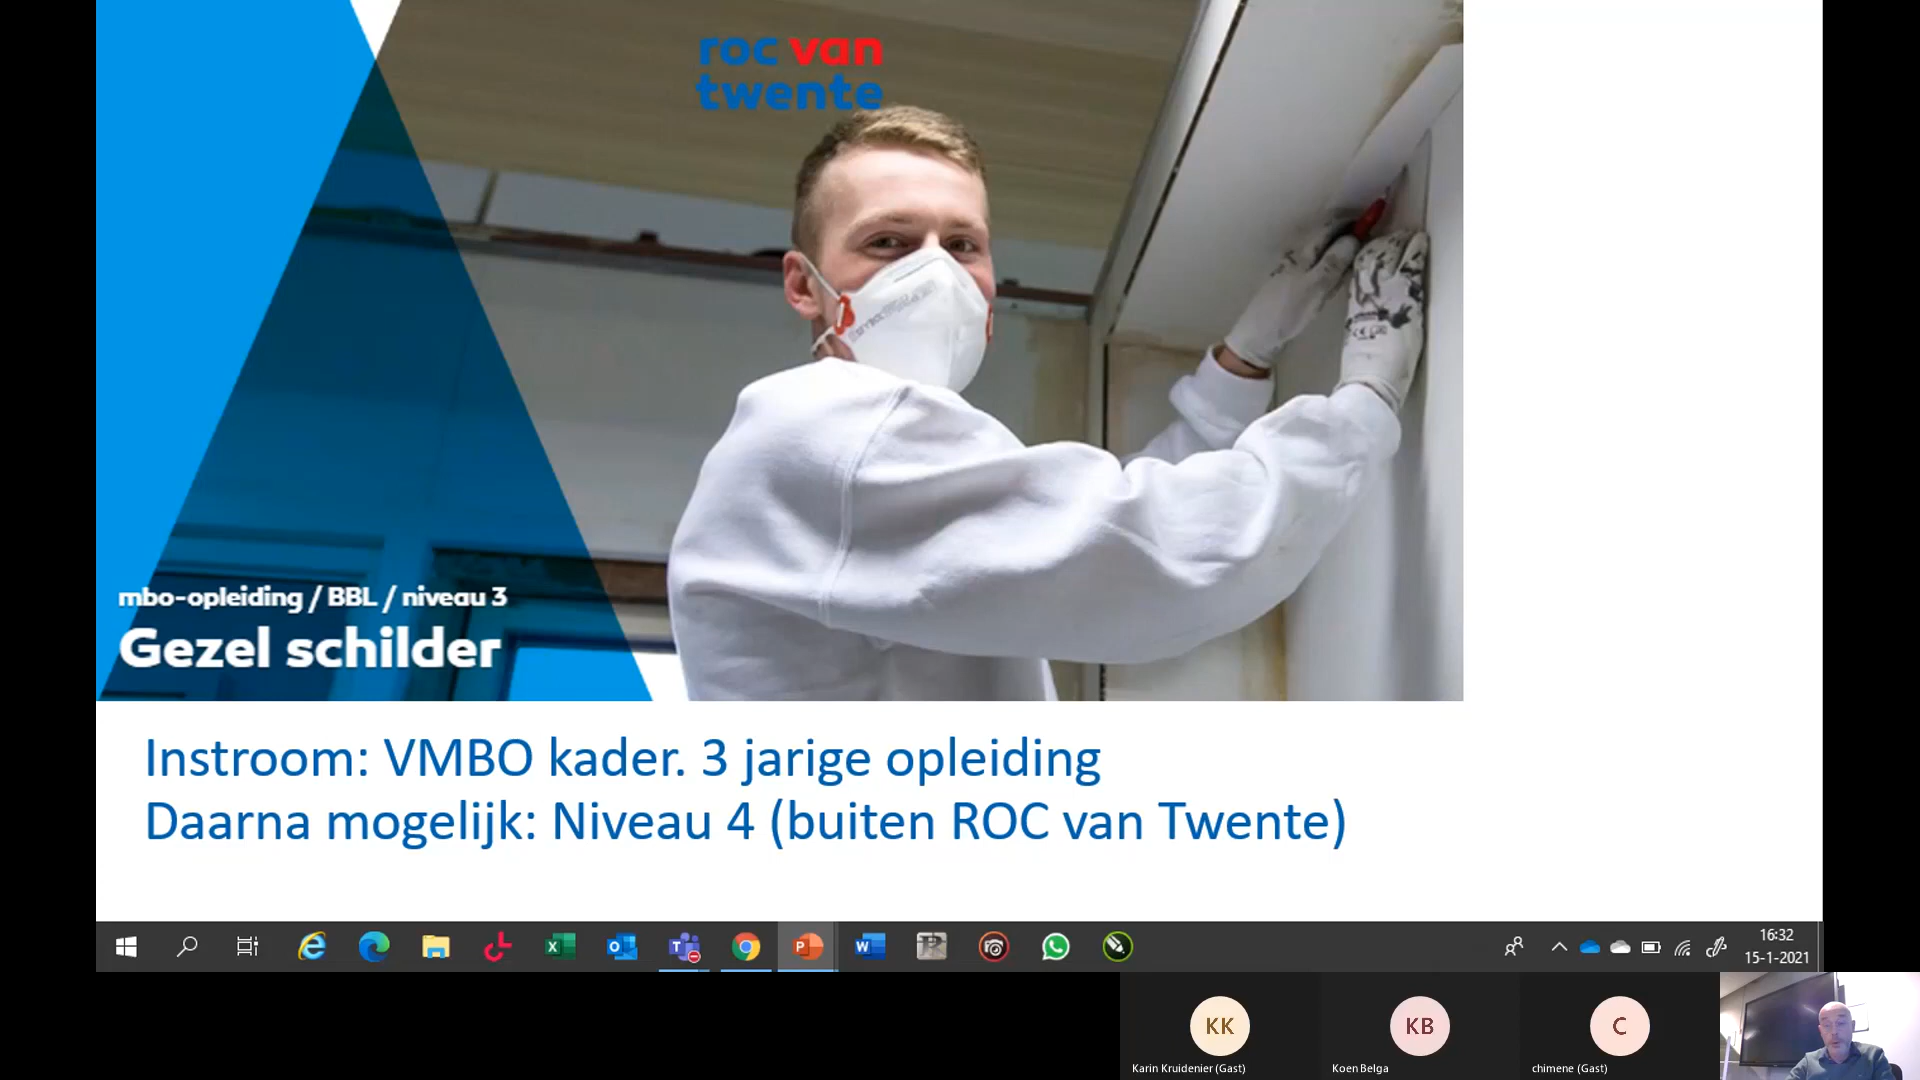 roc van
twente
mbo-opleiding / BBL / niveau 3
Gezel schilder
Instroom: VMBO kader. 3 jarige opleiding
Daarna mogelijk: Niveau 4 (buiten ROC van Twente)
16:32
15-1-2021
KK
KB
C
Karin Kruidenier (Gast)
Koen Belga
chimene (Gast)